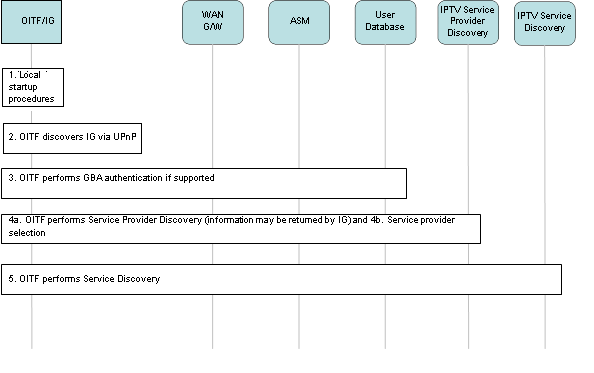 OITF/IG
WAN
G/W
ASM
User
Database
IPTV Service
Provider
Discovery
IPTV Service
Discovery
1. 'Local '
startup
procedures
2. OITF discovers IG via UPnP
3. OITF performs GBA authentication if supported
4a. OITF performs Service Provider Discovery (information may be returned by IG) and 4b. Service provider
selection
5. OITF performs Service Discovery